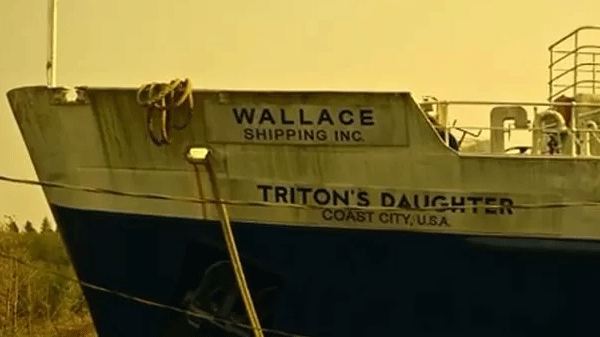 WALLACE
SHIPPING INC.
TRITON'S DAUGHTER
COAST CITY, U.S.A.